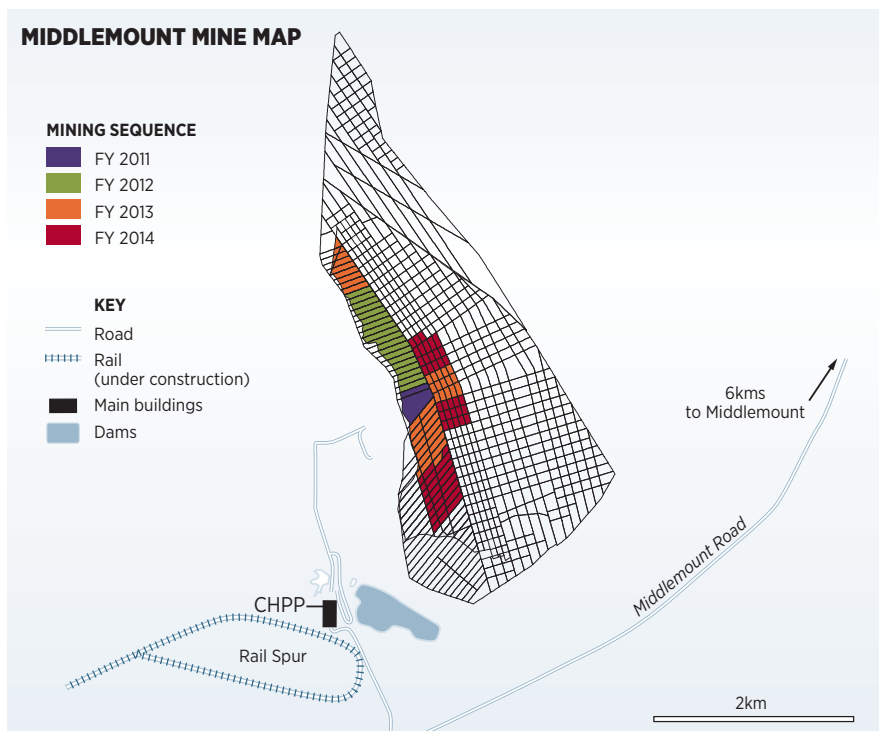 MIDDLEMOUNT MINE MAP
MINING SEQUENCE
FY 2011
FY 2012
FY 2013
FY 2014
KEY
Road
Rail
(under construction)
Main buildings
Dams
6kms
to Middlemount
Middlemount Road
CHPP
Rail Spur
2km